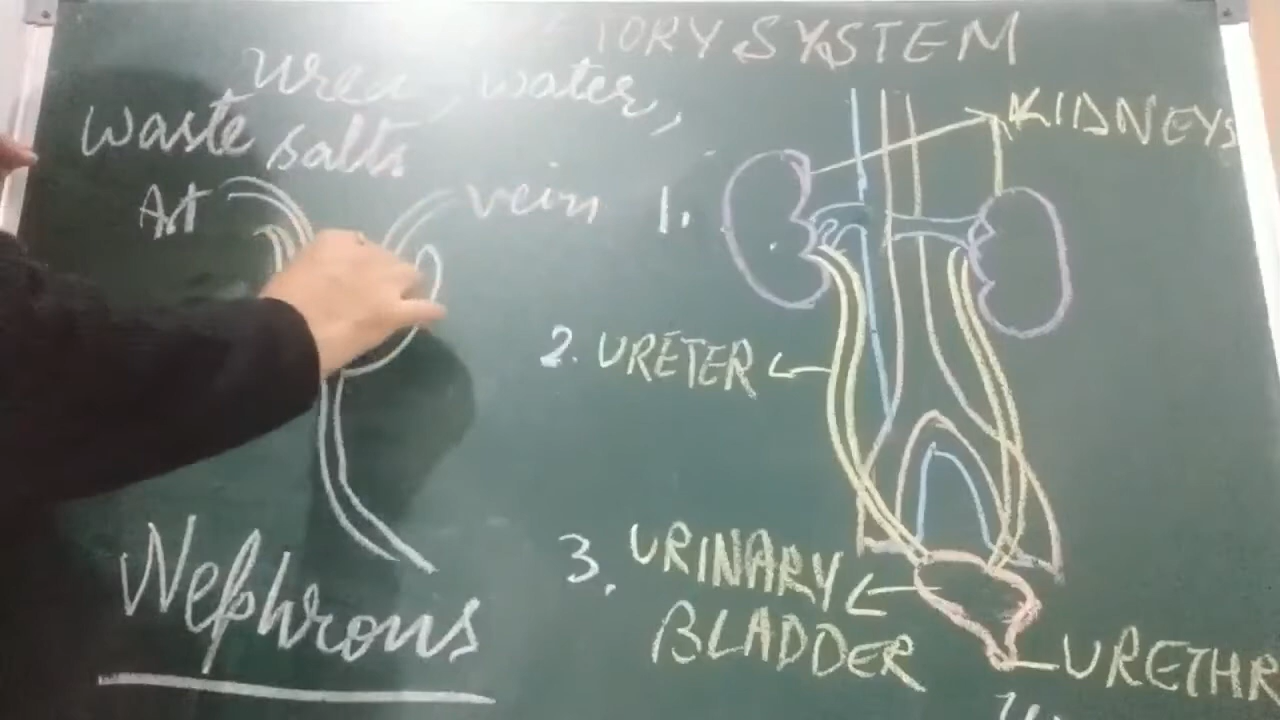 TORY SYSTEM
Urea, water,
waste salts
Art
vein
1.
KIDNEYS
2. URETER
3. URINARY
BLADDER
URETHR
Nephrons